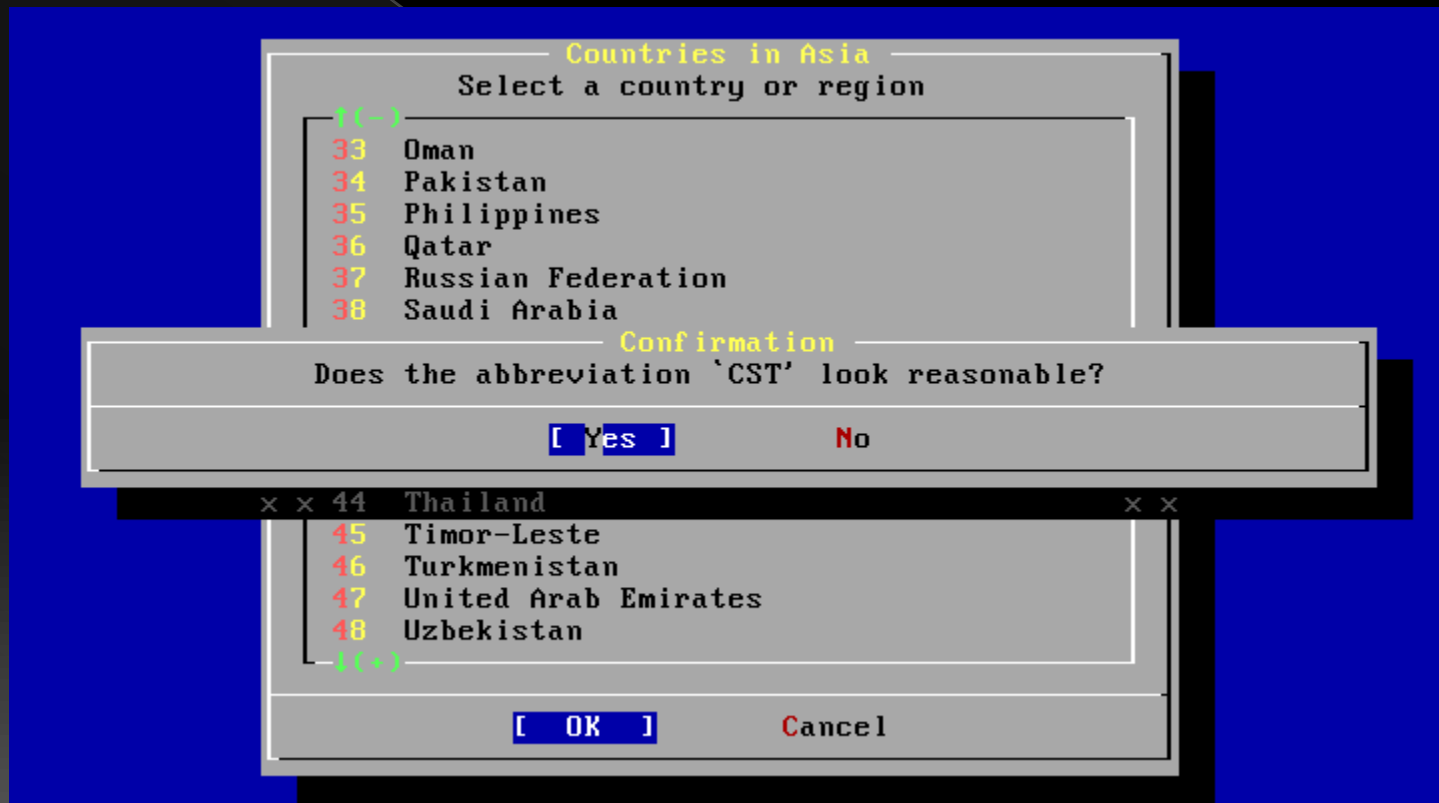 Countries in Asia
Select a country or region
↑(-)
33 Oman
34 Pakistan
35 Philippines
36 Qatar
37 Russian Federation
38 Saudi Arabia
Confirmation
Does the abbreviation `CST' look reasonable?
[ Yes ] No
x x 44 Thailand x x
45 Timor-Leste
46 Turkmenistan
47 United Arab Emirates
48 Uzbekistan
↓(+)
[ OK ] Cancel